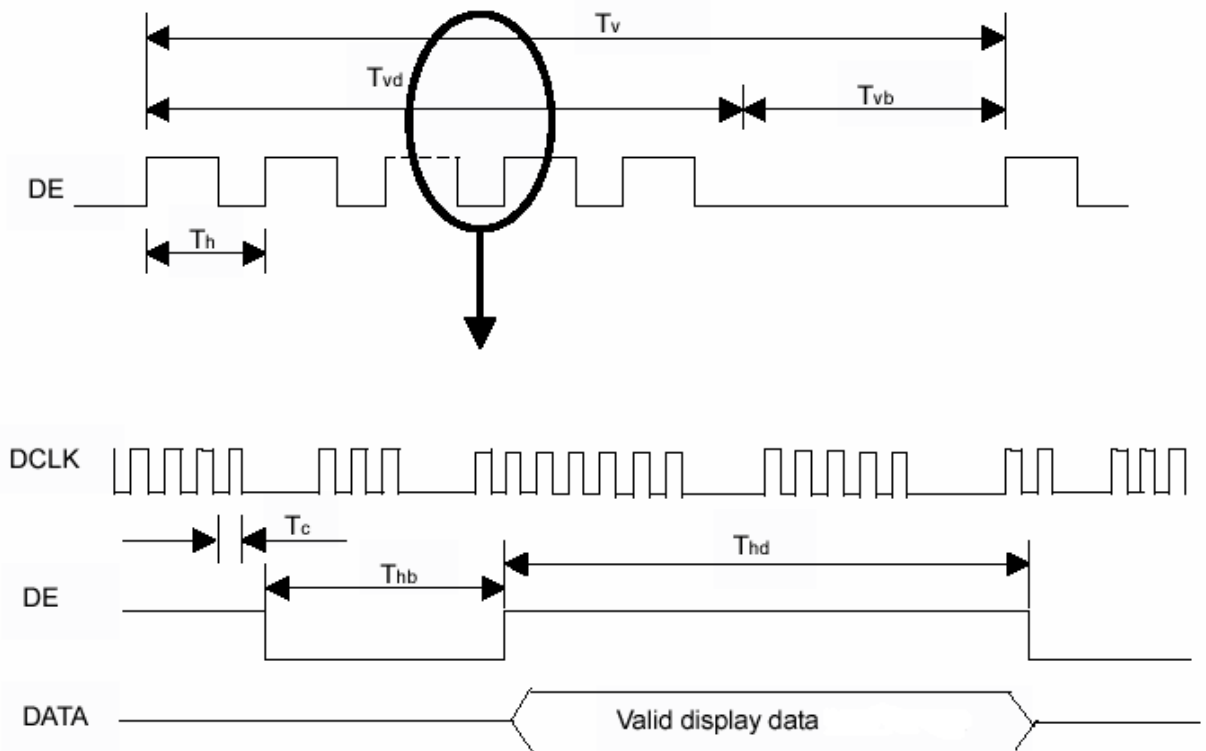 Tv
Tvd
Tvb
DE
Th
DCLK
Tc
Thd
Thb
DE
DATA
Valid display data